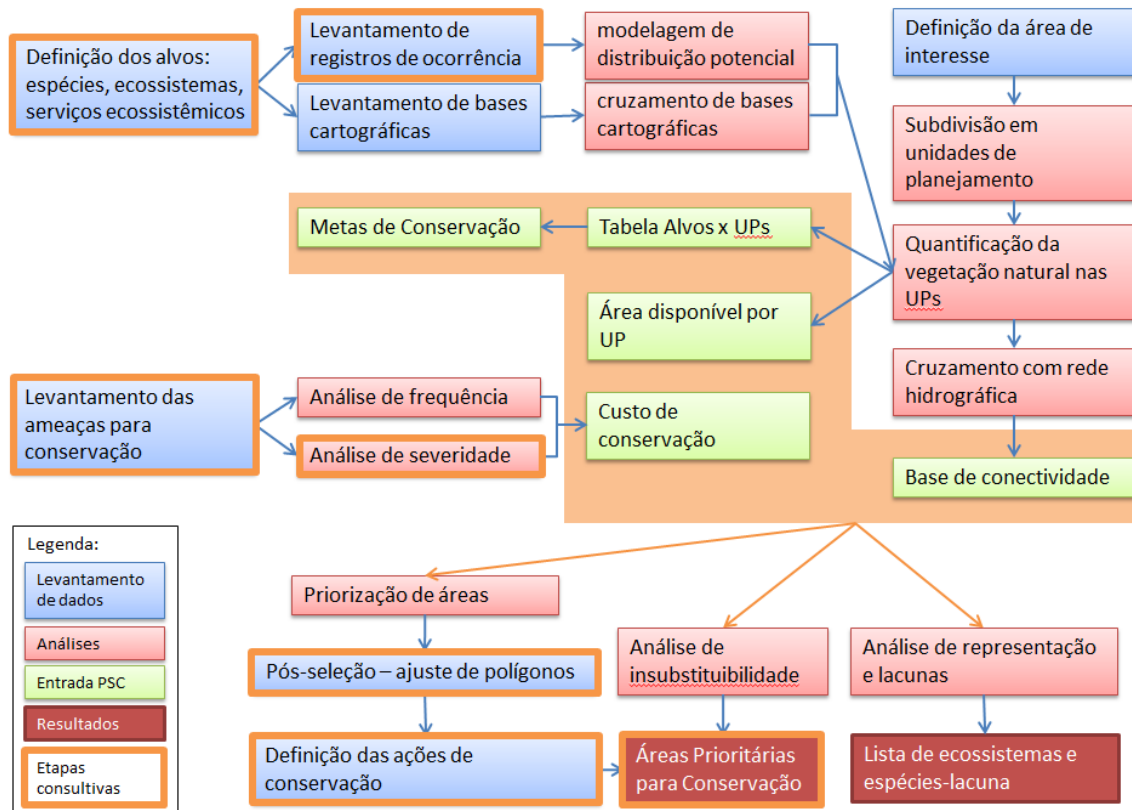 Definição dos alvos:
espécies, ecossistemas,
serviços ecossistêmicos
Levantamento de
registros de ocorrência
modelagem de
distribuição potencial
Definição da área de
interesse
Levantamento de bases
cartográficas
cruzamento de bases
cartográficas
Subdivisão em
unidades de
planejamento
Metas de Conservação
Tabela Alvos x UPs
Quantificação da
vegetação natural nas
UPs
Área disponível por
UP
Cruzamento com rede
hidrográfica
Levantamento das
ameaças para
conservação
Análise de frequência
Análise de severidade
Custo de
conservação
Base de conectividade
Legenda:
Levantamento
de dados
Análises
Entrada PSC
Resultados
Etapas
consultivas
Priorização de áreas
Pós-seleção – ajuste de polígonos
Definição das ações de
conservação
Análise de
insubstituibilidade
Áreas Prioritárias
para Conservação
Análise de representação
e lacunas
Lista de ecossistemas e
espécies-lacuna